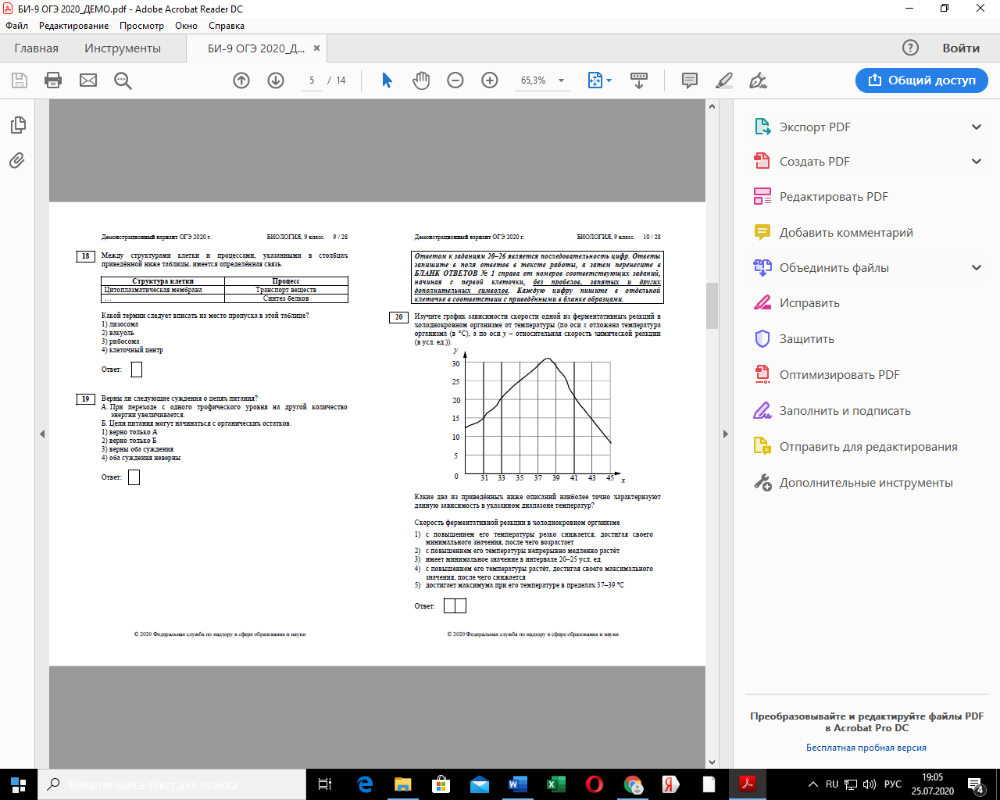 БИ-9 ОГЭ 2020_ДЕМО.pdf - Adobe Acrobat Reader DC
Файл Редактирование Просмотр Окно Справка
Главная Инструменты БИ-9 ОГЭ 2020_Д... × Войти
5 / 14 65,3% Общий доступ
Демонстрационный вариант ОГЭ 2020 г. БИОЛОГИЯ, 9 класс. 9 / 28
18 Между структурами клетки и процессами, указанными в столбцах
приведённой ниже таблицы, имеется определённая связь.
Структура клетки Процесс
Цитоплазматическая мембрана Транспорт веществ
... Синтез белков
Какой термин следует вписать на место пропуска в этой таблице?
1) лизосома
2) вакуоль
3) рибосома
4) клеточный центр
Ответ:
19 Верны ли следующие суждения о цепях питания?
А. При переходе с одного трофического уровня на другой количество
энергии увеличивается.
Б. Цепи питания могут начинаться с органических остатков.
1) верно только А
2) верно только Б
3) верны оба суждения
4) оба суждения неверны
Ответ:
© 2020 Федеральная служба по надзору в сфере образования и науки
Демонстрационный вариант ОГЭ 2020 г. БИОЛОГИЯ, 9 класс. 10 / 28
Ответом к заданиям 20–26 является последовательность цифр. Ответы
запишите в поля ответов в тексте работы, а затем перенесите в
БЛАНК ОТВЕТОВ № 1 справа от номеров соответствующих заданий,
начиная с первой клеточки, без пробелов, запятых и других
дополнительных символов. Каждую цифру пишите в отдельной
клеточке в соответствии с приведёнными в бланке образцами.
20 Изучите график зависимости скорости одной из ферментативных реакций в
холоднокровном организме от температуры (по оси x отложена температура
организма (в °С), а по оси y – относительная скорость химической реакции
(в усл. ед.)).
y
30
25
20
15
10
5
0 31 33 35 37 39 41 43 45 x
Какие два из приведённых ниже описаний наиболее точно характеризуют
данную зависимость в указанном диапазоне температур?
Скорость ферментативной реакции в холоднокровном организме
1) с повышением его температуры резко снижается, достигая своего
минимального значения, после чего возрастает
2) с повышением его температуры непрерывно медленно растёт
3) имеет минимальное значение в интервале 20–25 усл. ед.
4) с повышением его температуры растёт, достигая своего максимального
значения, после чего снижается
5) достигает максимума при его температуре в пределах 37–39 °С
Ответ:
© 2020 Федеральная служба по надзору в сфере образования и науки
Экспорт PDF
Создать PDF
Редактировать PDF
Добавить комментарий
Объединить файлы
Исправить
Защитить
Оптимизировать PDF
Заполнить и подписать
Отправить для редактирования
Дополнительные инструменты
Преобразовывайте и редактируйте файлы PDF
в Acrobat Pro DC
Бесплатная пробная версия
Введите здесь текст для поиска
RU РУС 19:05
25.07.2020
4